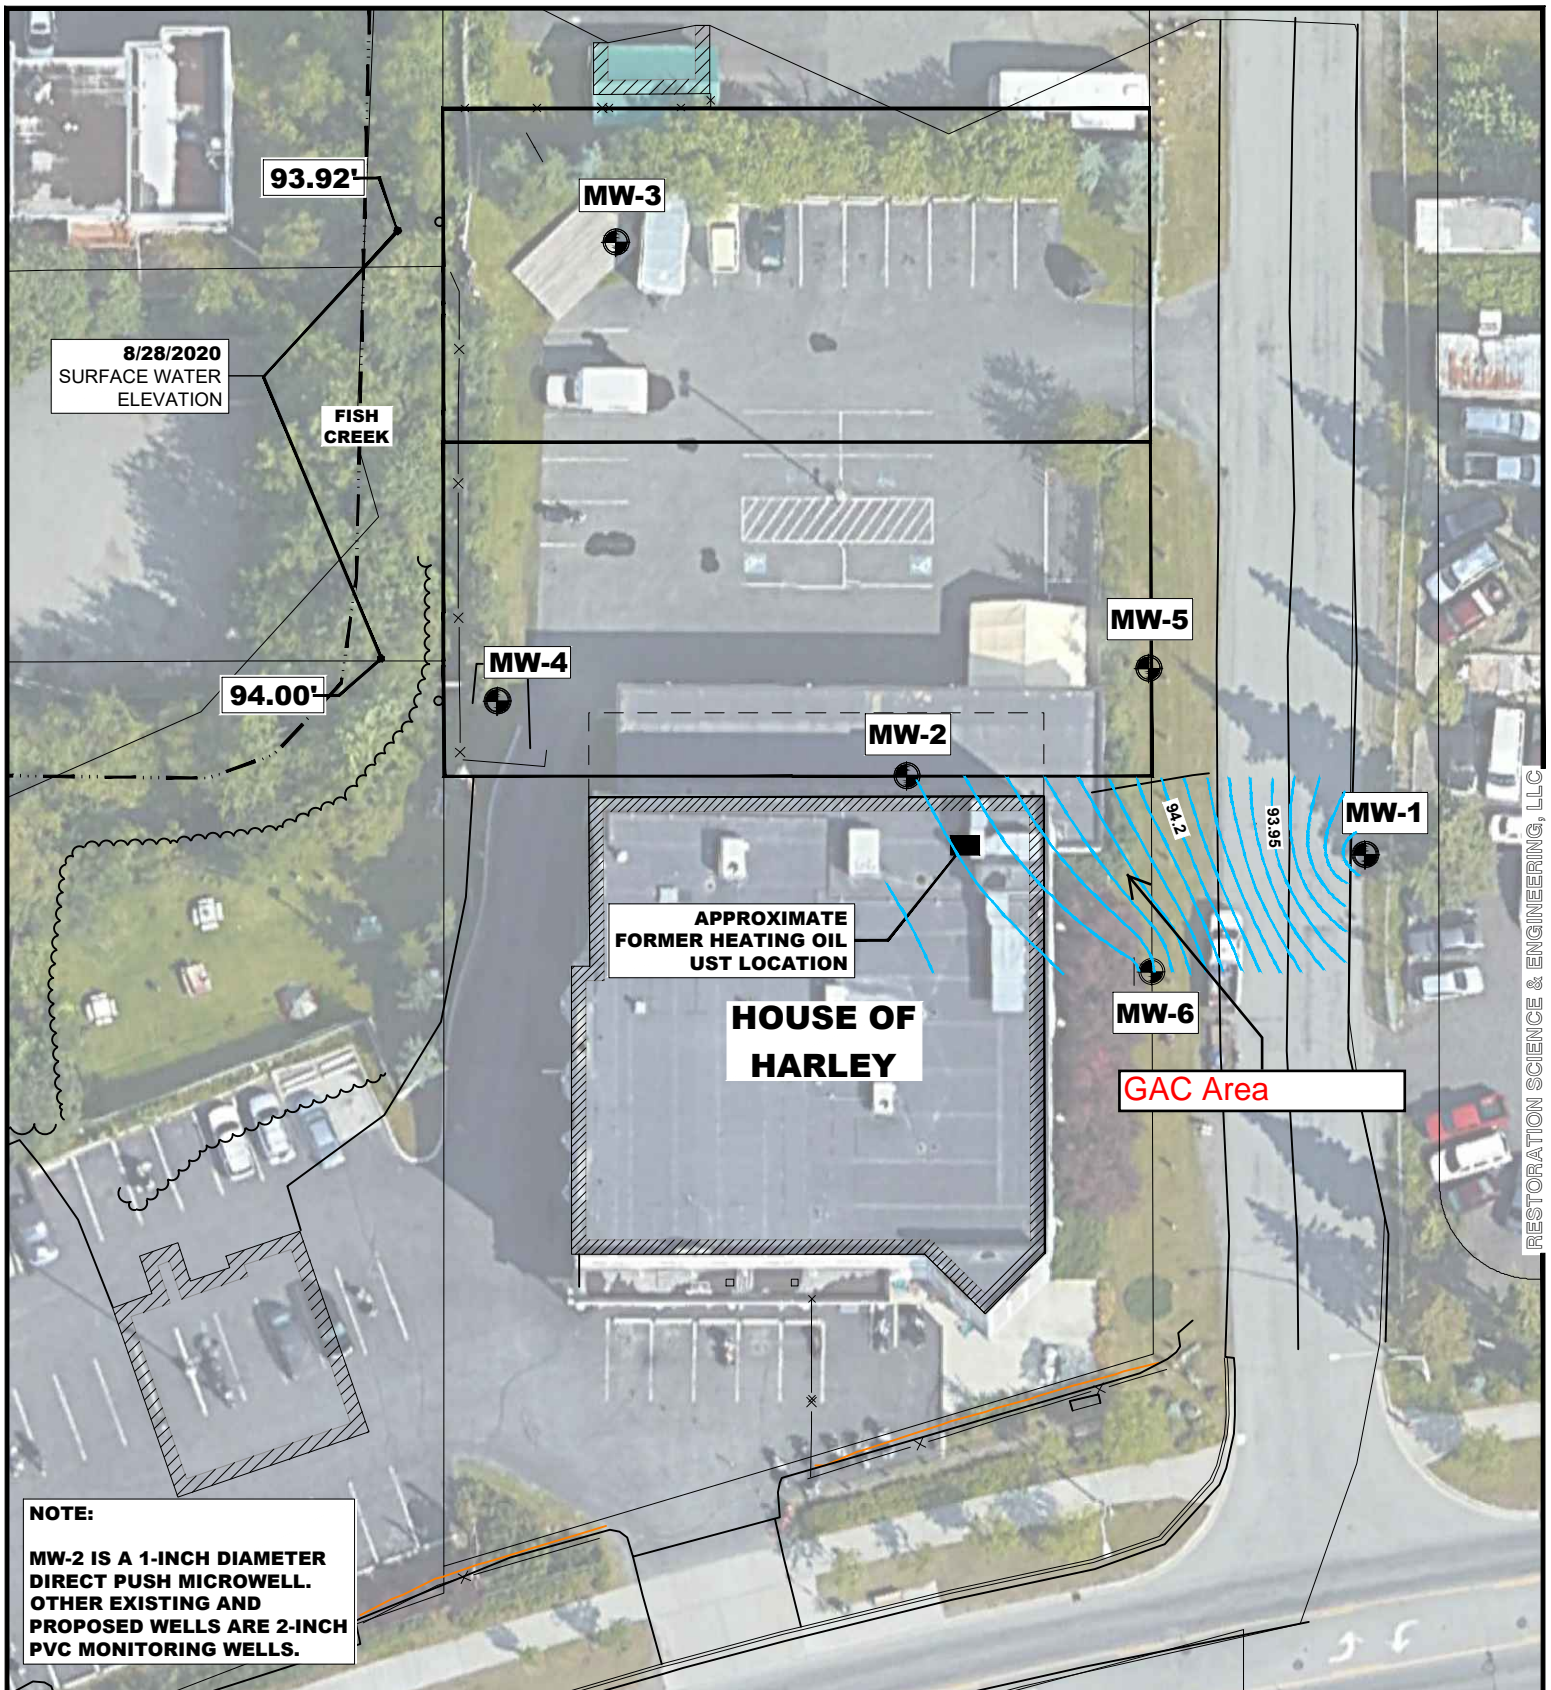 93.92'
MW-3
8/28/2020
SURFACE WATER
ELEVATION
FISH
CREEK
MW-5
MW-4
94.00'
MW-2
94.2
93.95
MW-1
APPROXIMATE
FORMER HEATING OIL
UST LOCATION
HOUSE OF
HARLEY
MW-6
GAC Area
RESTORATION SCIENCE & ENGINEERING, LLC
NOTE:
MW-2 IS A 1-INCH DIAMETER
DIRECT PUSH MICROWELL.
OTHER EXISTING AND
PROPOSED WELLS ARE 2-INCH
PVC MONITORING WELLS.